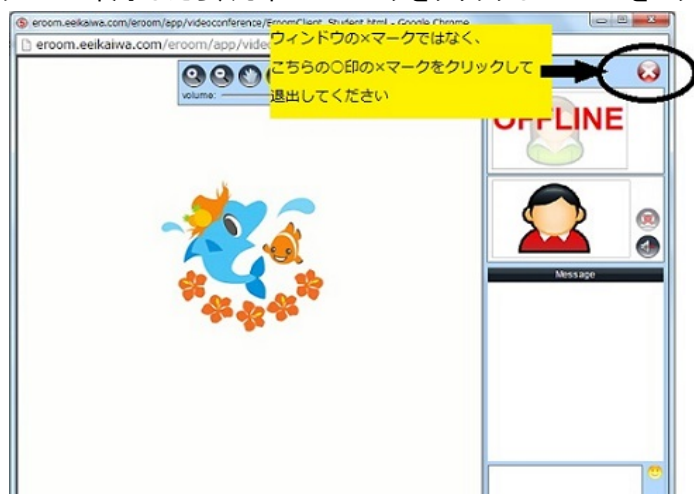 eroom.eeikaiwa.com/eroom/app/videoconference/EroomClient_Student.html - Google Chrome
eroom.eeikaiwa.com/eroom/app/vide
ウィンドウの×マークではなく、
こちらの○印の×マークをクリックして
退出してください
volume:
OFFLINE
Message